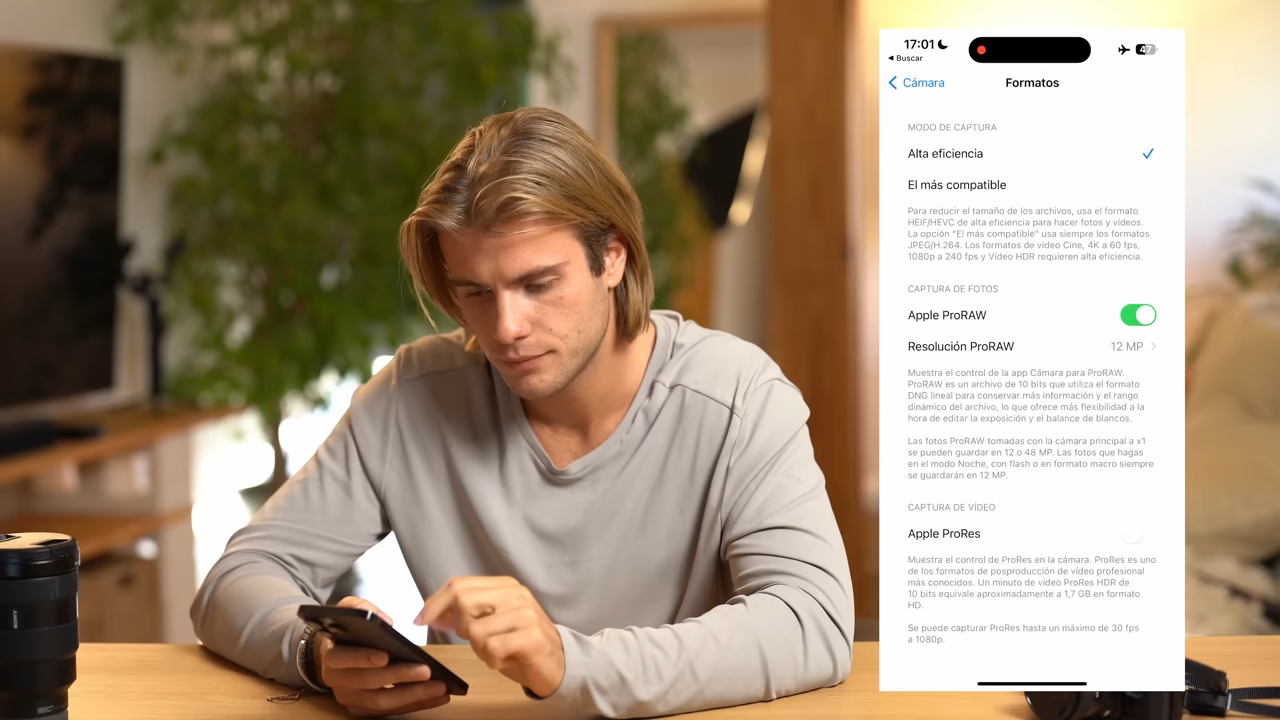 17:01
47
Buscar
Cámara
Formatos
MODO DE CAPTURA
Alta eficiencia
El más compatible
Para reducir el tamaño de los archivos, usa el formato
HEIF/HEVC de alta eficiencia para hacer fotos y vídeos.
La opción "El más compatible" usa siempre los formatos
JPEG/H.264. Los formatos de vídeo Cine, 4K a 60 fps,
1080p a 240 fps y Vídeo HDR requieren alta eficiencia.
CAPTURA DE FOTOS
Apple ProRAW
Resolución ProRAW 12 MP
Muestra el control de la app Cámara para ProRAW.
ProRAW es un archivo de 10 bits que utiliza el formato
DNG lineal para conservar más información y el rango
dinámico del archivo, lo que ofrece más flexibilidad a la
hora de editar la exposición y el balance de blancos.
Las fotos ProRAW tomadas con la cámara principal a x1
se pueden guardar en 12 o 48 MP. Las fotos que hagas
en el modo Noche, con flash o en formato macro siempre
se guardarán en 12 MP.
CAPTURA DE VÍDEO
Apple ProRes
Muestra el control de ProRes en la cámara. ProRes es uno
de los formatos de posproducción de vídeo profesional
más conocidos. Un minuto de vídeo ProRes HDR de
10 bits equivale aproximadamente a 1,7 GB en formato
HD.
Se puede capturar ProRes hasta un máximo de 30 fps
a 1080p.
SONY